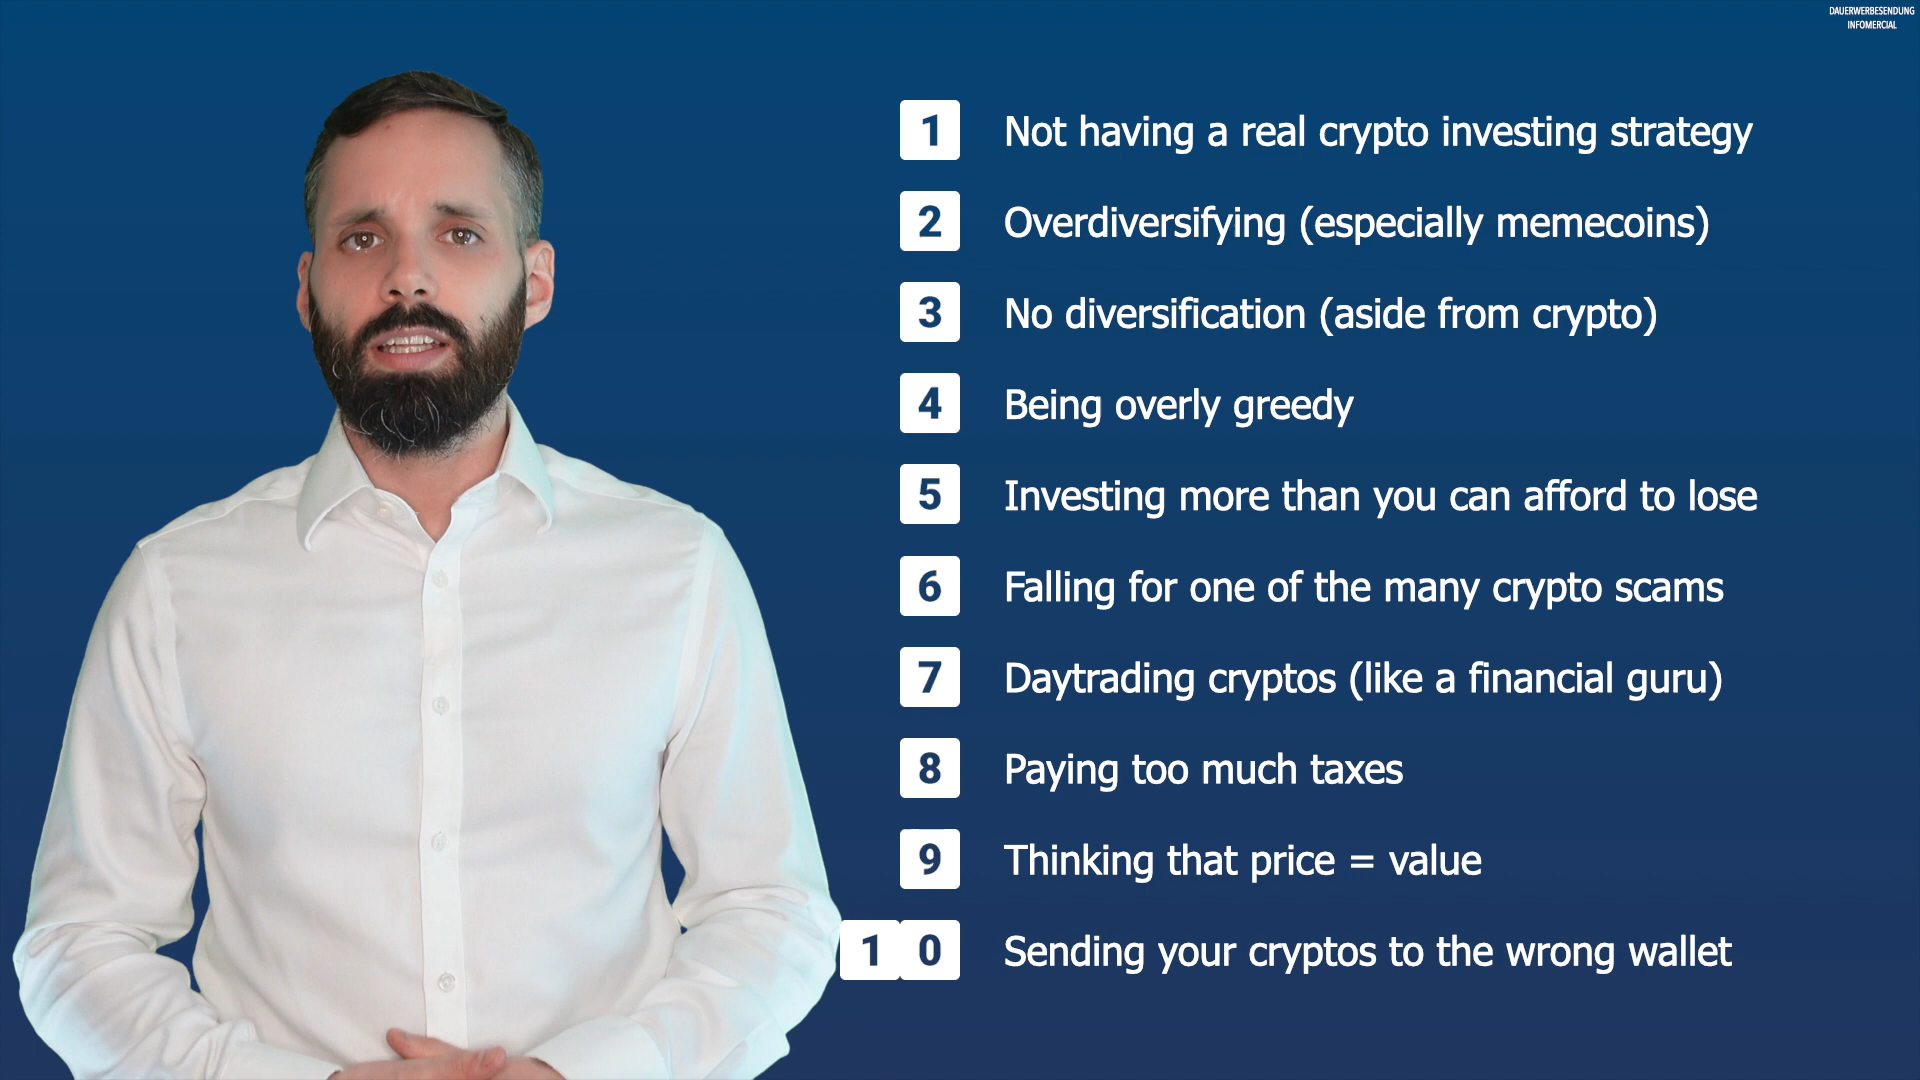 DAUERWERBESENDUNG
INFOMERCIAL
1 Not having a real crypto investing strategy
2 Overdiversifying (especially memecoins)
3 No diversification (aside from crypto)
4 Being overly greedy
5 Investing more than you can afford to lose
6 Falling for one of the many crypto scams
7 Daytrading cryptos (like a financial guru)
8 Paying too much taxes
9 Thinking that price = value
10 Sending your cryptos to the wrong wallet